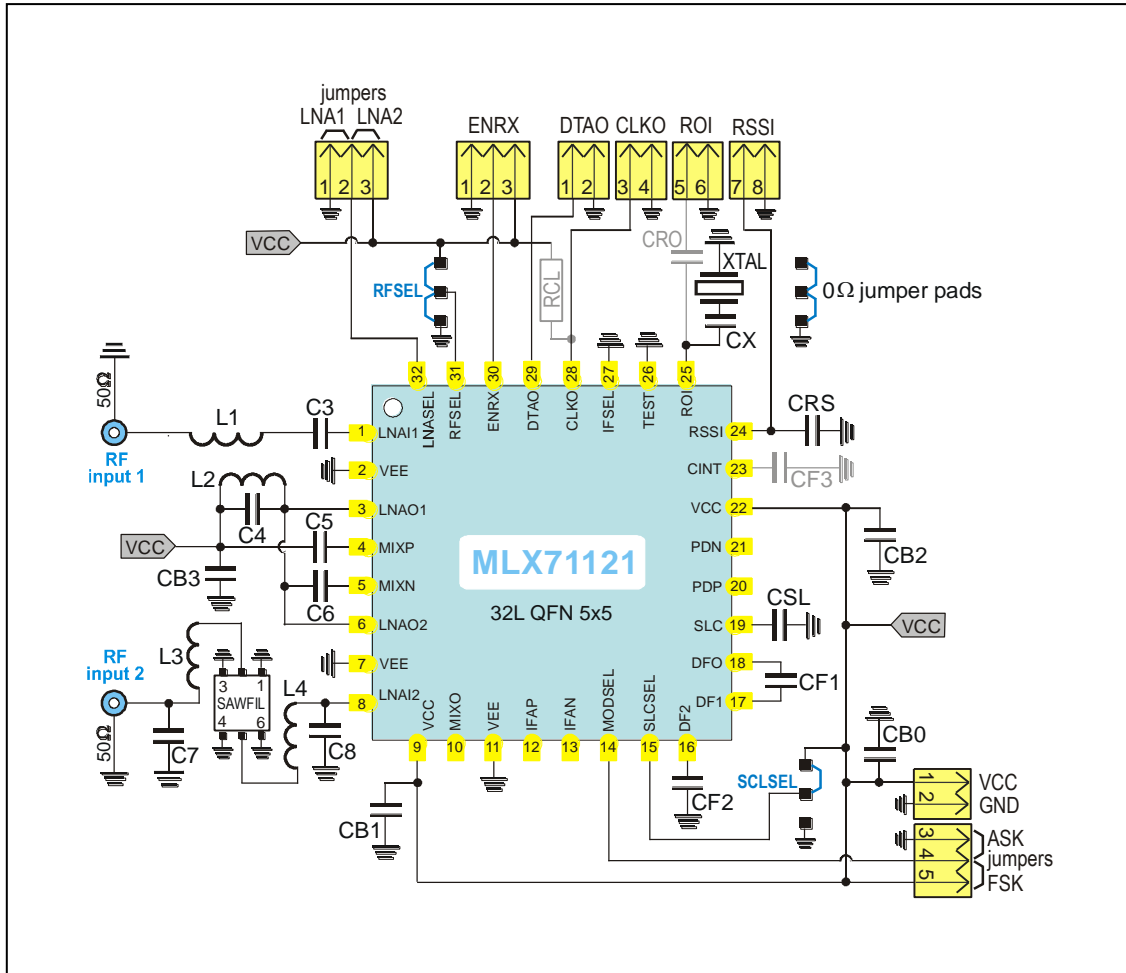 jumpers
LNA1 LNA2
ENRX
DTAO CLKO ROI RSSI
1 2 3
1 2 3
1 2
3 4
5 6
7 8
VCC
RFSEL
RCL
CRO
XTAL
CX
0Ω jumper pads
32 31 30 29 28 27 26 25
LNASEL RFSEL ENRX DTAO CLKO IFSEL TEST ROI
50Ω
RF
input 1
L1
C3
1 LNAI1
2 VEE
L2
C4
3 LNAO1
VCC
C5
4 MIXP
CB3
C6
5 MIXN
6 LNAO2
7 VEE
8 LNAI2
RF
input 2
50Ω
L3
C7
3 1
SAWFIL
4 6
L4
C8
MLX71121
32L QFN 5x5
RSSI 24
CRS
CINT 23
CF3
VCC 22
CB2
PDN 21
PDP 20
SLC 19
CSL
VCC
DFO 18
CF1
DF1 17
VCC MIXO VEE IFAP IFAN MODSEL SLCSEL DF2
9 10 11 12 13 14 15 16
CB1
CF2
SCLSEL
CB0
1 VCC
2 GND
3 ASK
4 jumpers
5 FSK